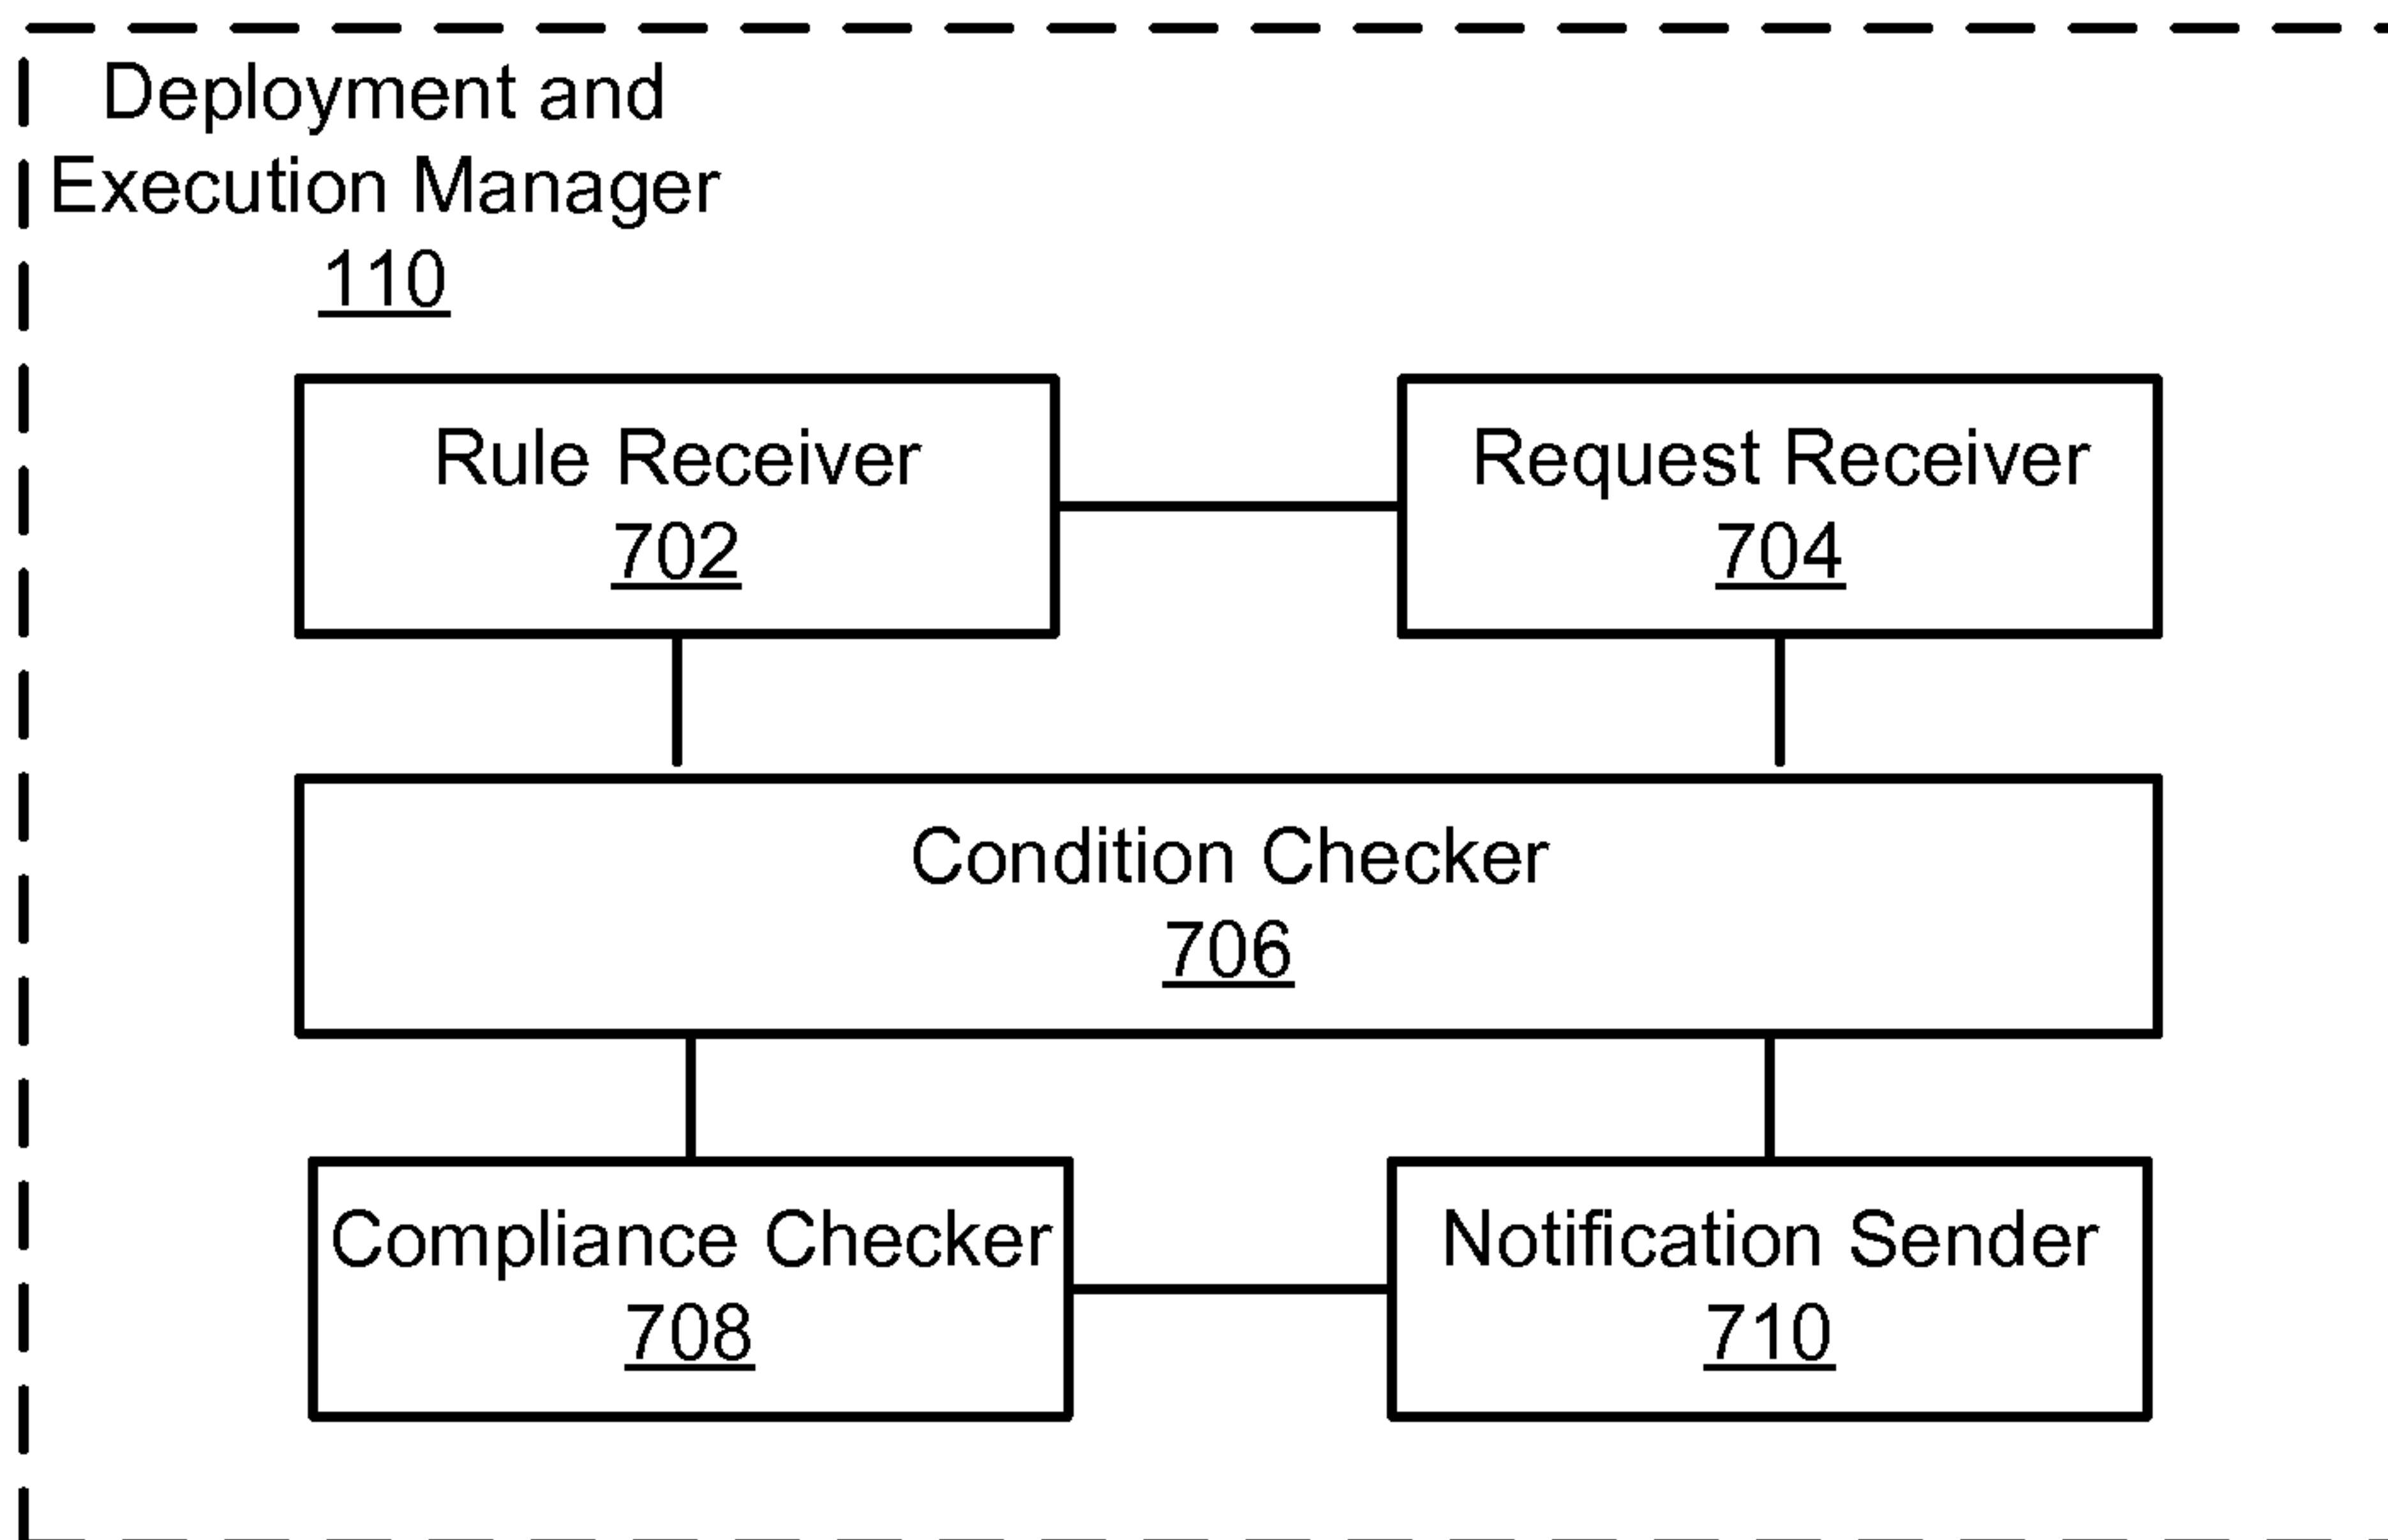 Deployment and
Execution Manager
110
Rule Receiver
702
Request Receiver
704
Condition Checker
706
Compliance Checker
708
Notification Sender
710